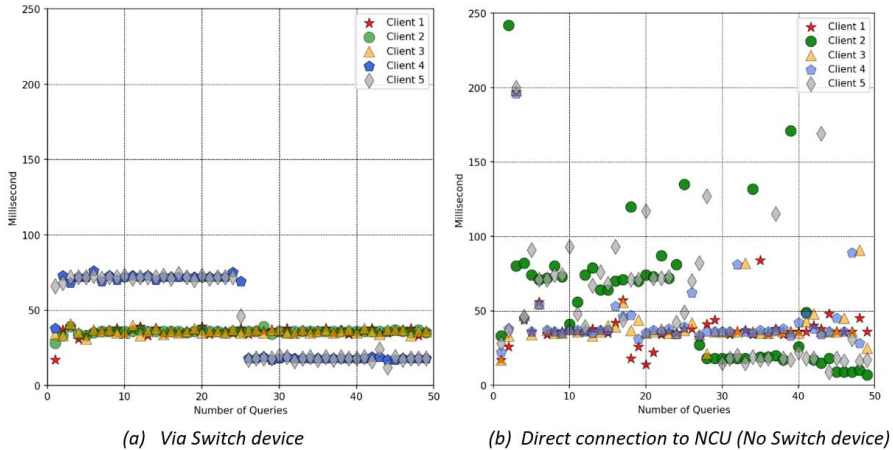 250
200
150
100
50
0
Millisecond
Client 1
Client 2
Client 3
Client 4
Client 5
0 10 20 30 40 50
Number of Queries
(a) Via Switch device
250
200
150
100
50
0
Millisecond
Client 1
Client 2
Client 3
Client 4
Client 5
0 10 20 30 40 50
Number of Queries
(b) Direct connection to NCU (No Switch device)